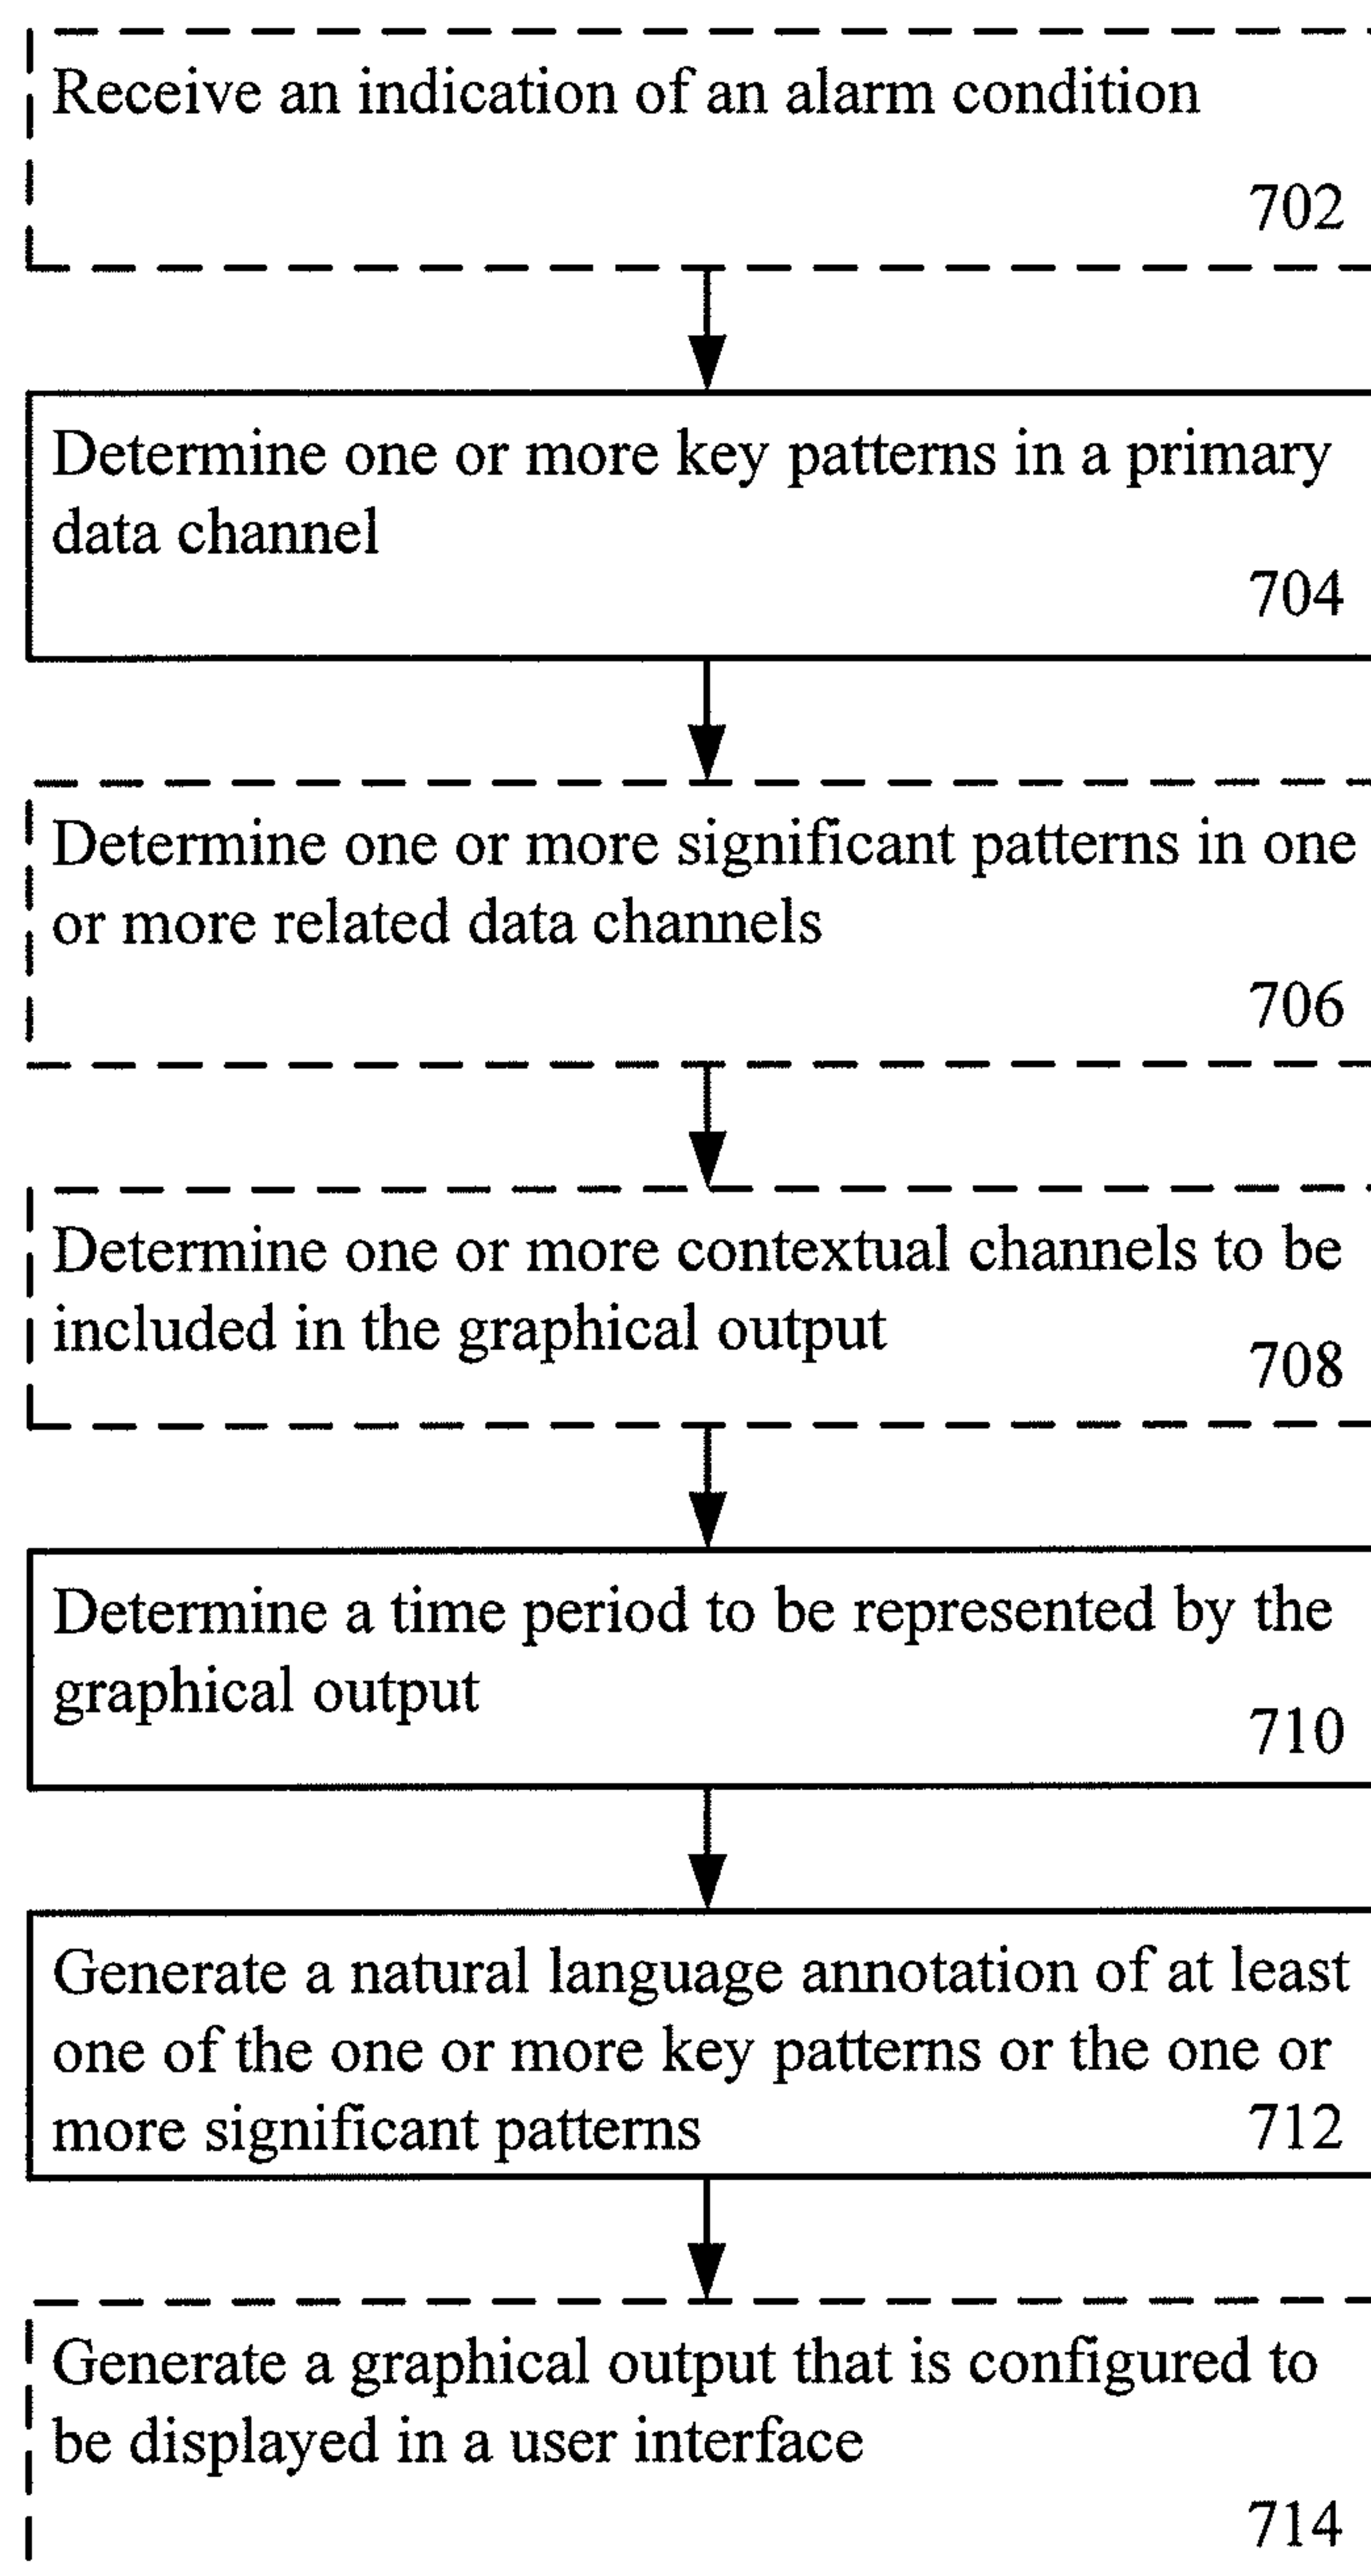 Receive an indication of an alarm condition
702
Determine one or more key patterns in a primary
data channel
704
Determine one or more significant patterns in one
or more related data channels
706
Determine one or more contextual channels to be
included in the graphical output
708
Determine a time period to be represented by the
graphical output
710
Generate a natural language annotation of at least
one of the one or more key patterns or the one or
more significant patterns 712
Generate a graphical output that is configured to
be displayed in a user interface
714